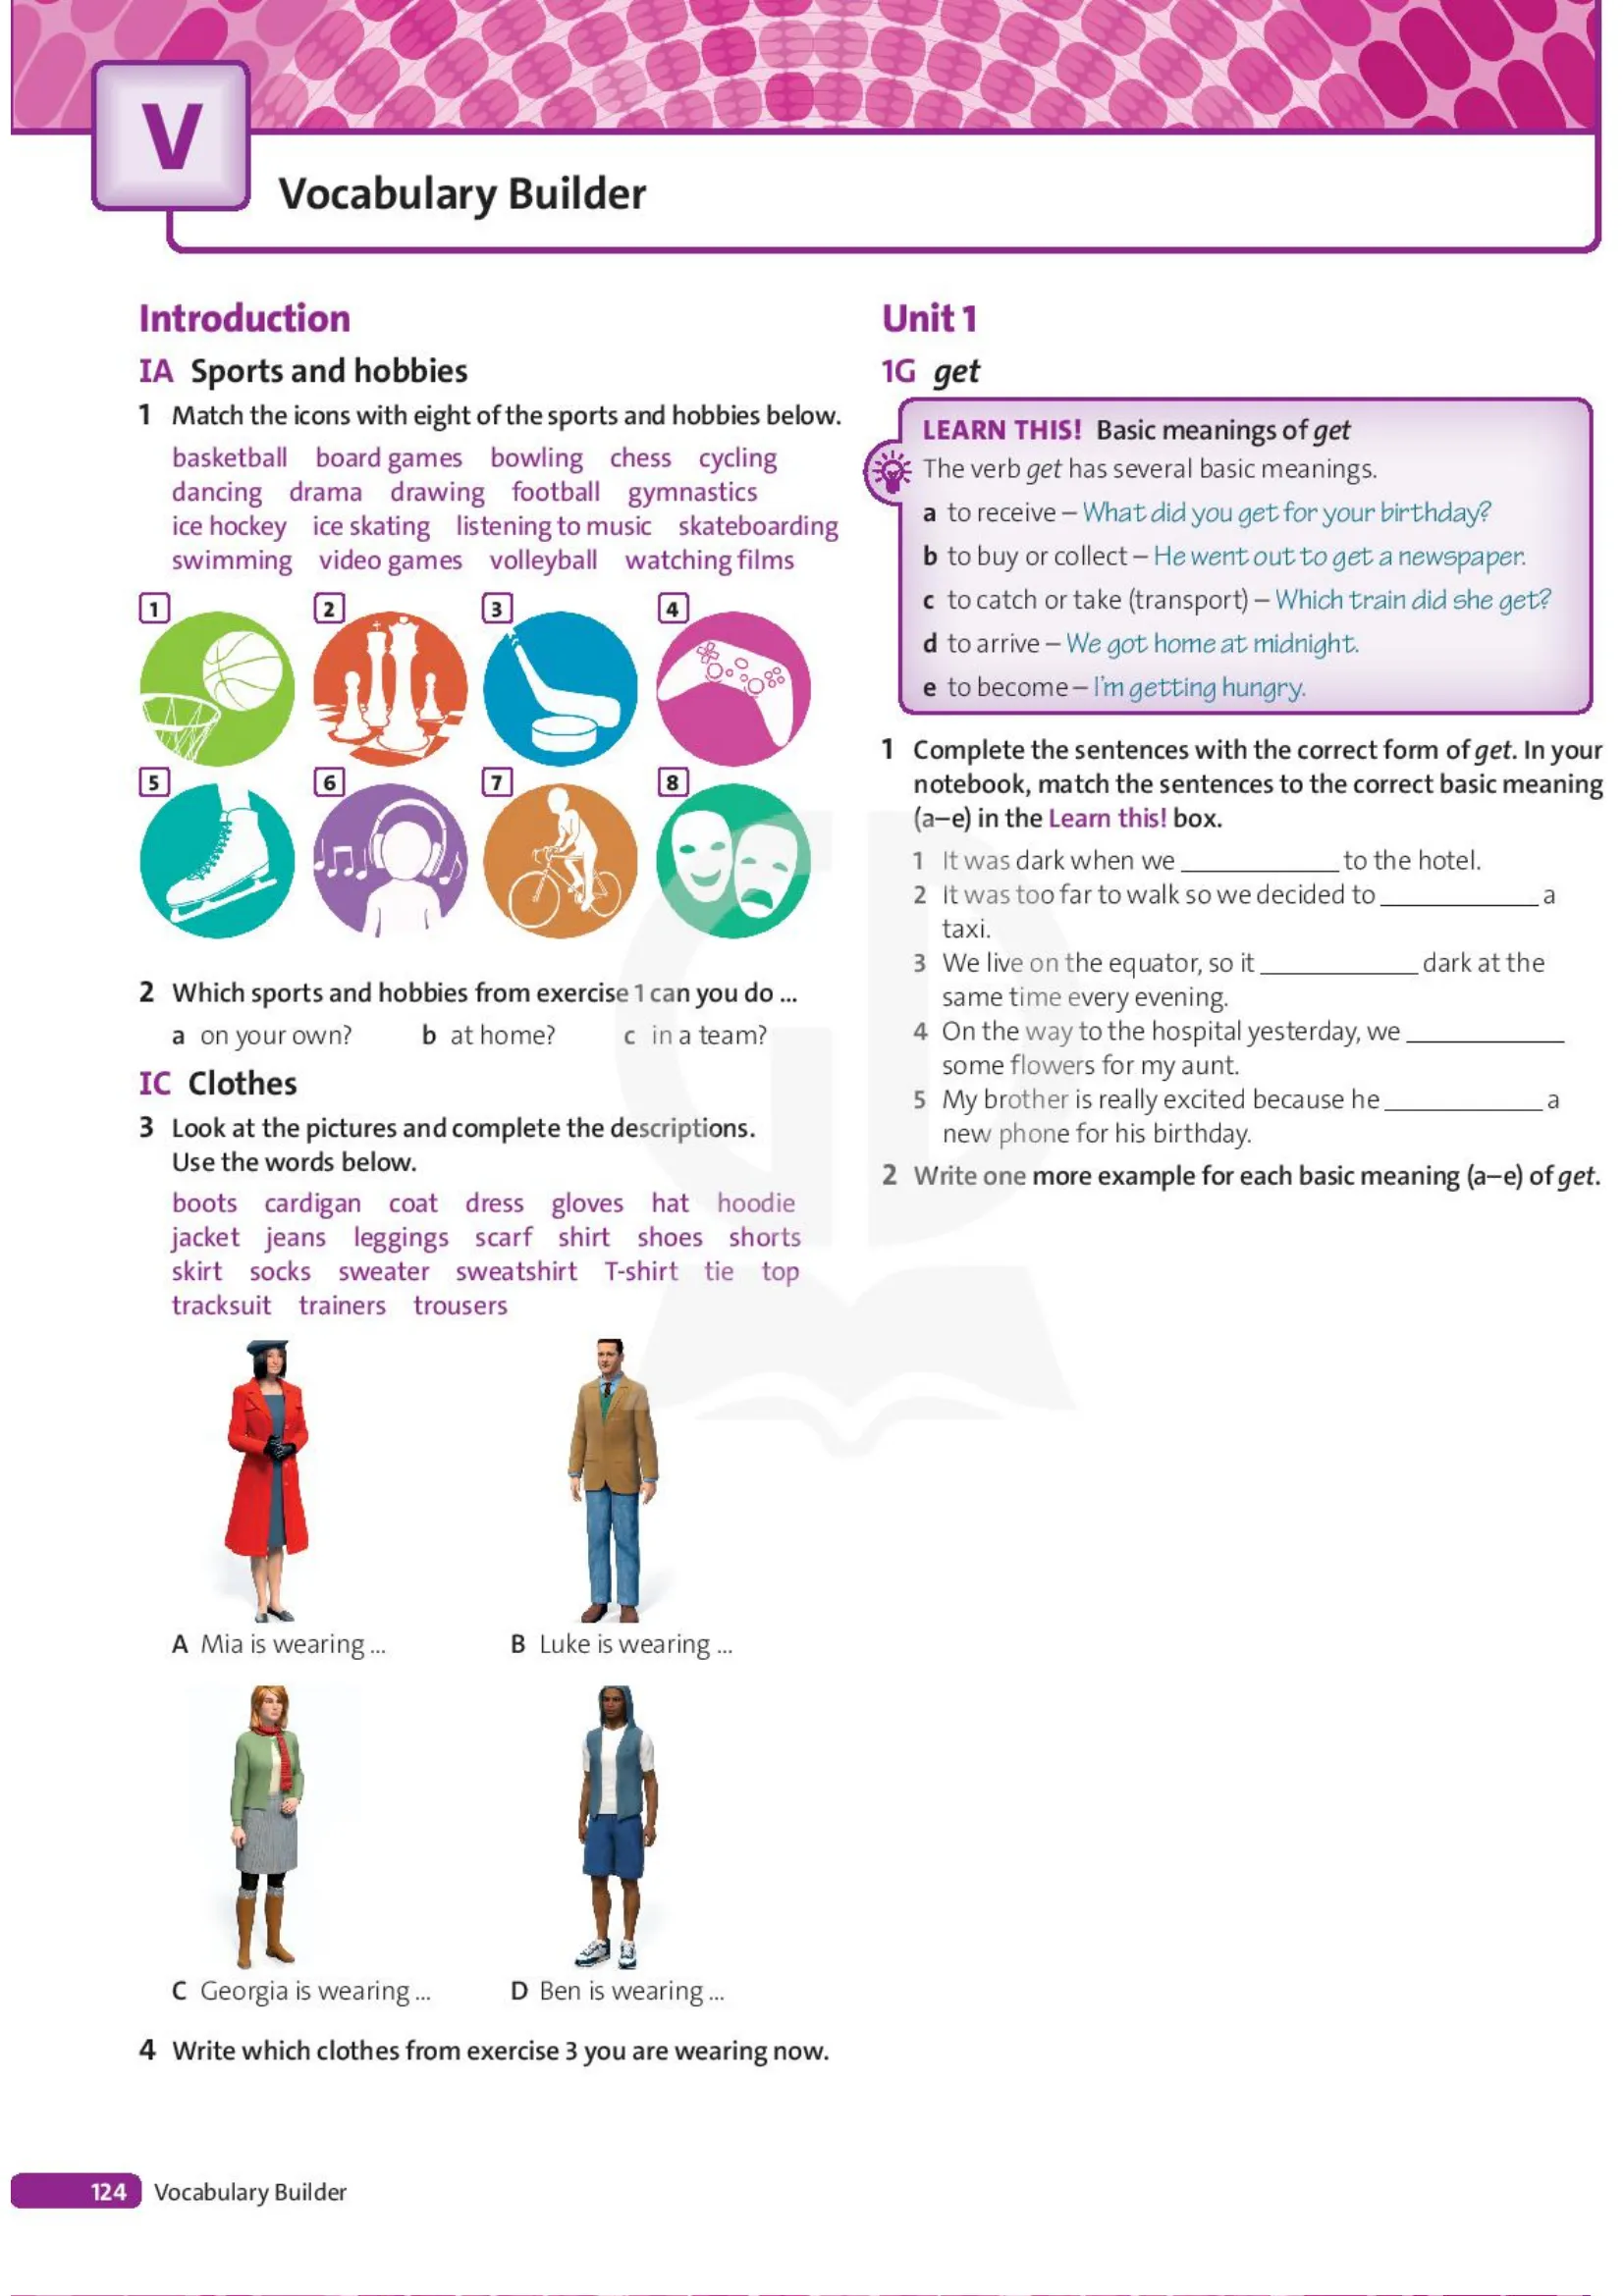 V
Vocabulary Builder
Introduction
IA Sports and hobbies
1 Match the icons with eight of the sports and hobbies below.
basketball board games bowling chess cycling
dancing drama drawing football gymnastics
ice hockey ice skating listening to music skateboarding
swimming video games volleyball watching films
1 2 3 4
5 6 7 8
2 Which sports and hobbies from exercise 1 can you do ...
a on your own? b at home? c in a team?
IC Clothes
3 Look at the pictures and complete the descriptions.
Use the words below.
boots cardigan coat dress gloves hat hoodie
jacket jeans leggings scarf shirt shoes shorts
skirt socks sweater sweatshirt T-shirt tie top
tracksuit trainers trousers
A Mia is wearing ... B Luke is wearing ...
C Georgia is wearing ... D Ben is wearing ...
4 Write which clothes from exercise 3 you are wearing now.
Unit 1
1G get
LEARN THIS! Basic meanings of get
The verb get has several basic meanings.
a to receive – What did you get for your birthday?
b to buy or collect – He went out to get a newspaper.
c to catch or take (transport) – Which train did she get?
d to arrive – We got home at midnight.
e to become – I'm getting hungry.
1 Complete the sentences with the correct form of get. In your
notebook, match the sentences to the correct basic meaning
(a–e) in the Learn this! box.
1 It was dark when we ____________ to the hotel.
2 It was too far to walk so we decided to ____________ a
taxi.
3 We live on the equator, so it ____________ dark at the
same time every evening.
4 On the way to the hospital yesterday, we ____________
some flowers for my aunt.
5 My brother is really excited because he ____________ a
new phone for his birthday.
2 Write one more example for each basic meaning (a–e) of get.
GD
124 Vocabulary Builder